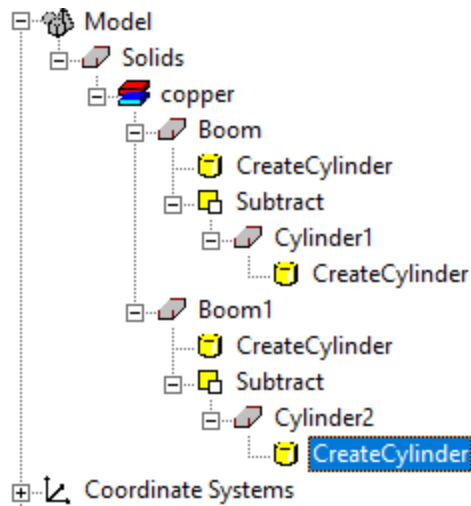 Model
Solids
copper
Boom
CreateCylinder
Subtract
Cylinder1
CreateCylinder
Boom1
CreateCylinder
Subtract
Cylinder2
CreateCylinder
Coordinate Systems